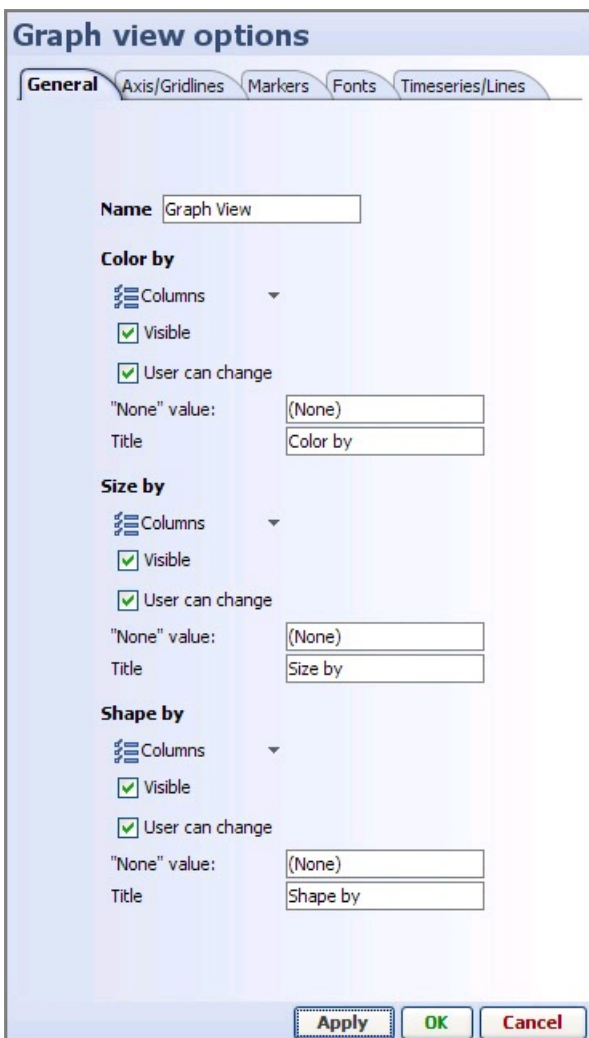 Graph view options
General Axis/Gridlines Markers Fonts Timeseries/Lines
Name Graph View
Color by
Columns
Visible
User can change
"None" value: (None)
Title Color by
Size by
Columns
Visible
User can change
"None" value: (None)
Title Size by
Shape by
Columns
Visible
User can change
"None" value: (None)
Title Shape by
Apply OK Cancel